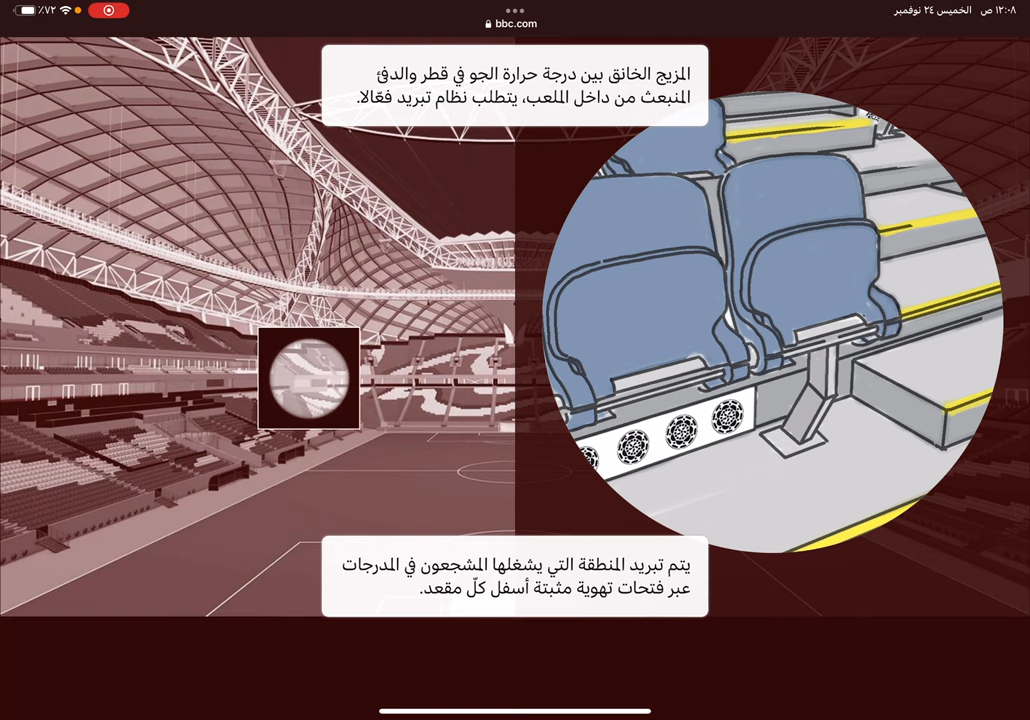 ١٢:٠٨ ص الخميس ٢٤ نوفمبر
٪٧٢
bbc.com
المزيج الخانق بين درجة حرارة الجو في قطر والدفئ
المنبعث من داخل الملعب، يتطلب نظام تبريد فعّالا.
يتم تبريد المنطقة التي يشغلها المشجعون في المدرجات
عبر فتحات تهوية مثبتة أسفل كلّ مقعد.